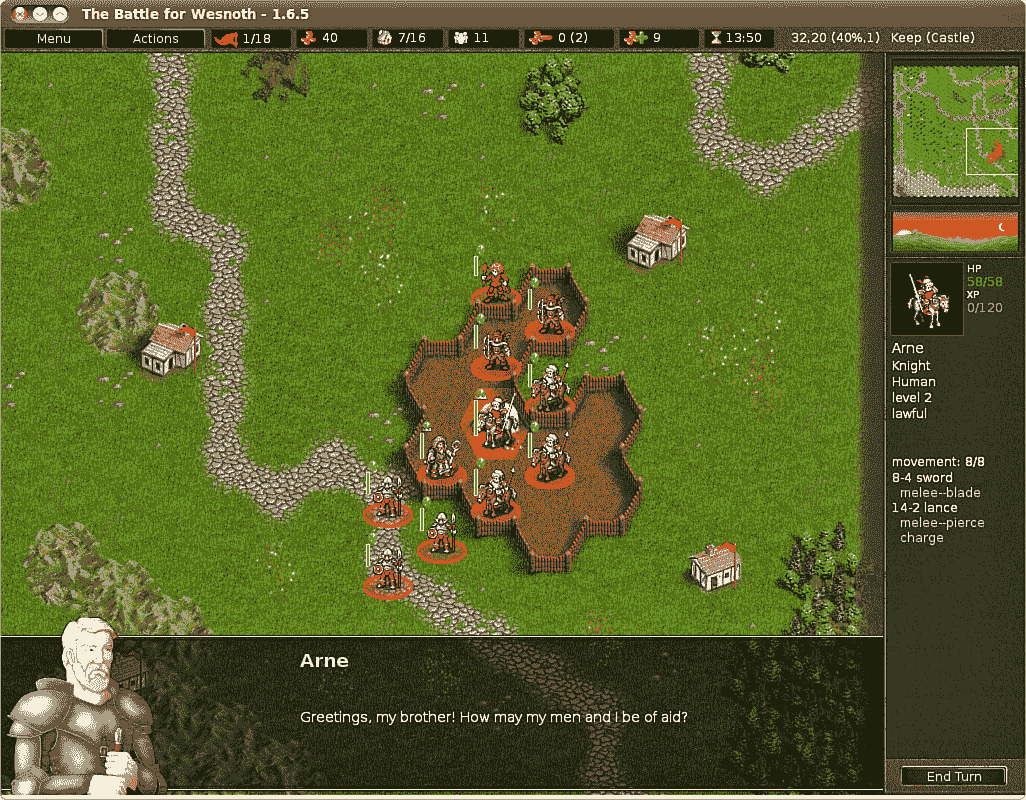 The Battle for Wesnoth - 1.6.5
Menu
Actions
1/18
40
7/16
11
0 (2)
9
13:50
32,20 (40%,1)
Keep (Castle)
HP
58/58
XP
0/120
Arne
Knight
Human
level 2
lawful
movement: 8/8
8-4 sword
melee--blade
14-2 lance
melee--pierce
charge
Arne
Greetings, my brother! How may my men and I be of aid?
End Turn